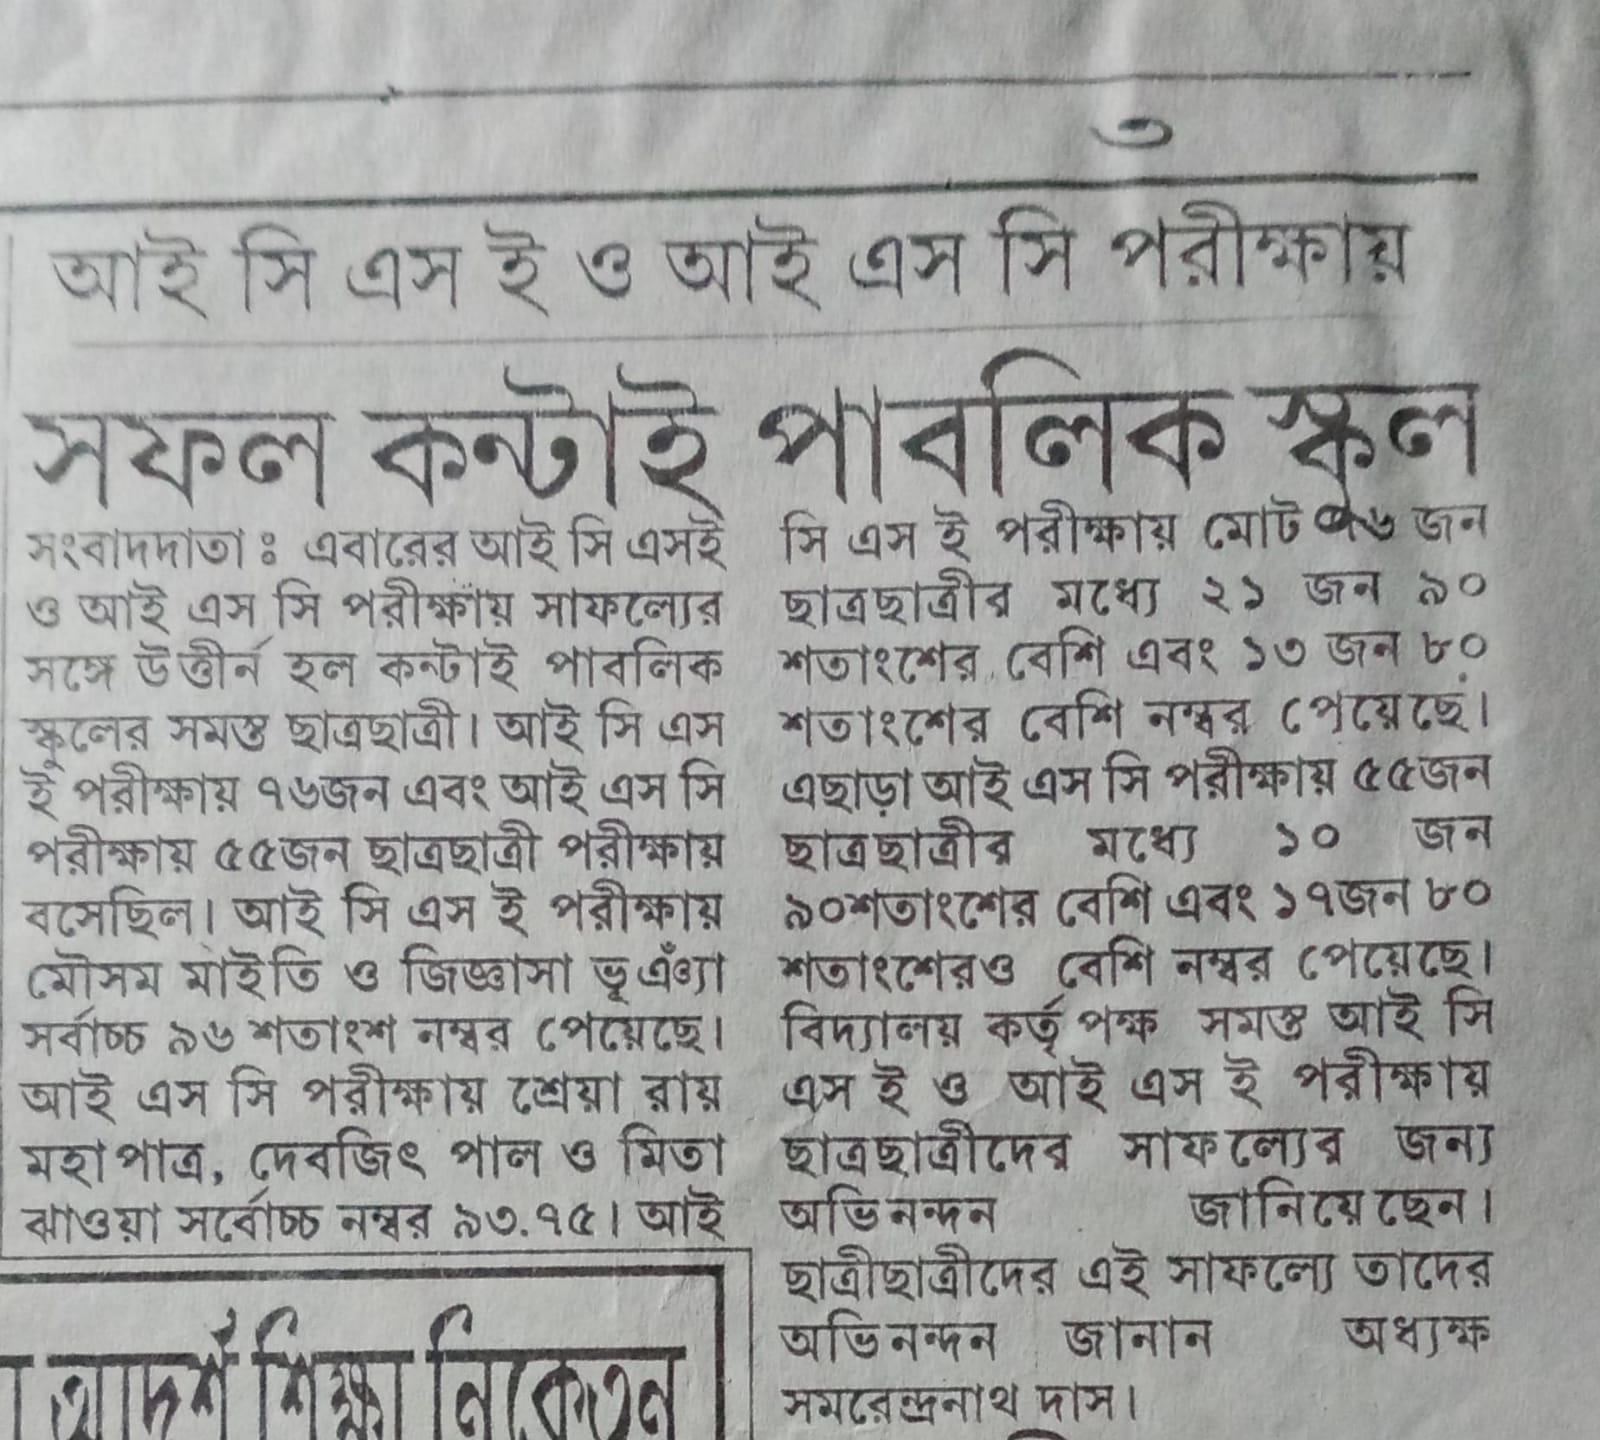 ৩
আই সি এস ই ও আই এস সি পরীক্ষায়
সফল কন্টাই পাবলিক স্কুল
সংবাদদাতা ঃ এবারের আই সি এসই
ও আই এস সি পরীক্ষায় সাফল্যের
সঙ্গে উত্তীর্ন হল কন্টাই পাবলিক
স্কুলের সমস্ত ছাত্রছাত্রী। আই সি এস
ই পরীক্ষায় ৭৬জন এবং আই এস সি
পরীক্ষায় ৫৫জন ছাত্রছাত্রী পরীক্ষায়
বসেছিল। আই সি এস ই পরীক্ষায়
মৌসম মাইতি ও জিজ্ঞাসা ভূএঁ্যা
সর্বাচ্চ ৯৬ শতাংশ নম্বর পেয়েছে।
আই এস সি পরীক্ষায় শ্রেয়া রায়
মহাপাত্র, দেবজিৎ পাল ও মিতা
ঝাওয়া সর্বোচ্চ নম্বর ৯৩.৭৫। আই
সি এস ই পরীক্ষায় মোট ৭৬ জন
ছাত্রছাত্রীর মধ্যে ২১ জন ৯০
শতাংশের বেশি এবং ১৩ জন ৮০
শতাংশের বেশি নম্বর পেয়েছে।
এছাড়া আই এস সি পরীক্ষায় ৫৫জন
ছাত্রছাত্রীর মধ্যে ১০ জন
৯০শতাংশের বেশি এবং ১৭জন ৮০
শতাংশেরও বেশি নম্বর পেয়েছে।
বিদ্যালয় কর্তৃপক্ষ সমস্ত আই সি
এস ই ও আই এস ই পরীক্ষায়
ছাত্রছাত্রীদের সাফল্যের জন্য
অভিনন্দন জানিয়েছেন।
ছাত্রীছাত্রীদের এই সাফল্যে তাদের
অভিনন্দন জানান অধ্যক্ষ
সমরেন্দ্রনাথ দাস।
আদর্শ শিক্ষা নিকেতন